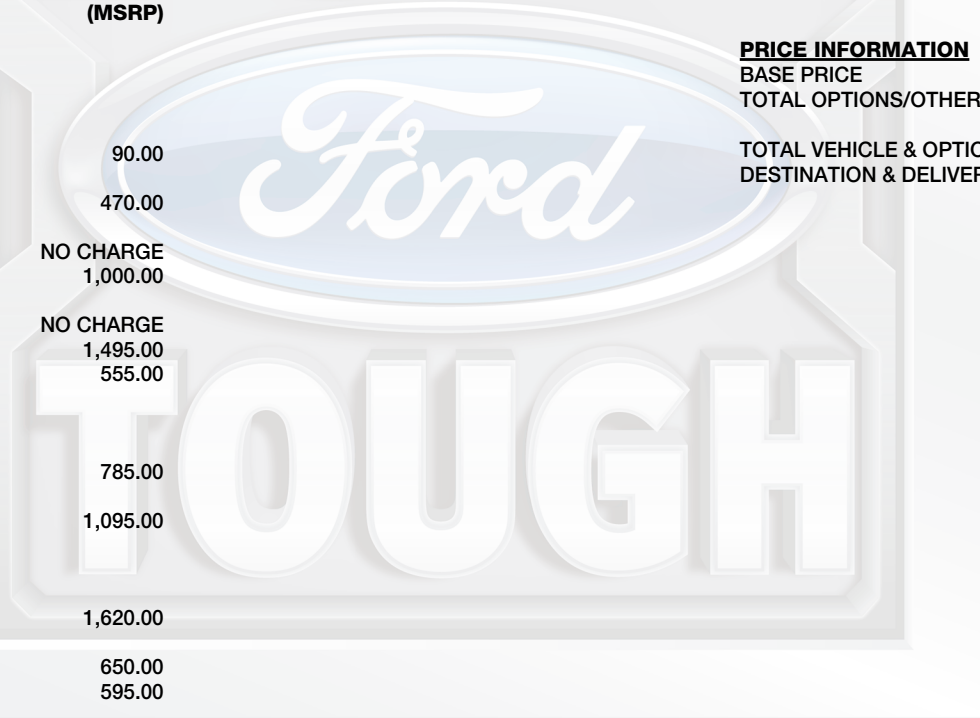 (MSRP)
PRICE INFORMATION
BASE PRICE
TOTAL OPTIONS/OTHER
90.00
TOTAL VEHICLE & OPTIO
DESTINATION & DELIVER
470.00
Ford
NO CHARGE
1,000.00
NO CHARGE
1,495.00
555.00
TOUGH
785.00
1,095.00
1,620.00
650.00
595.00